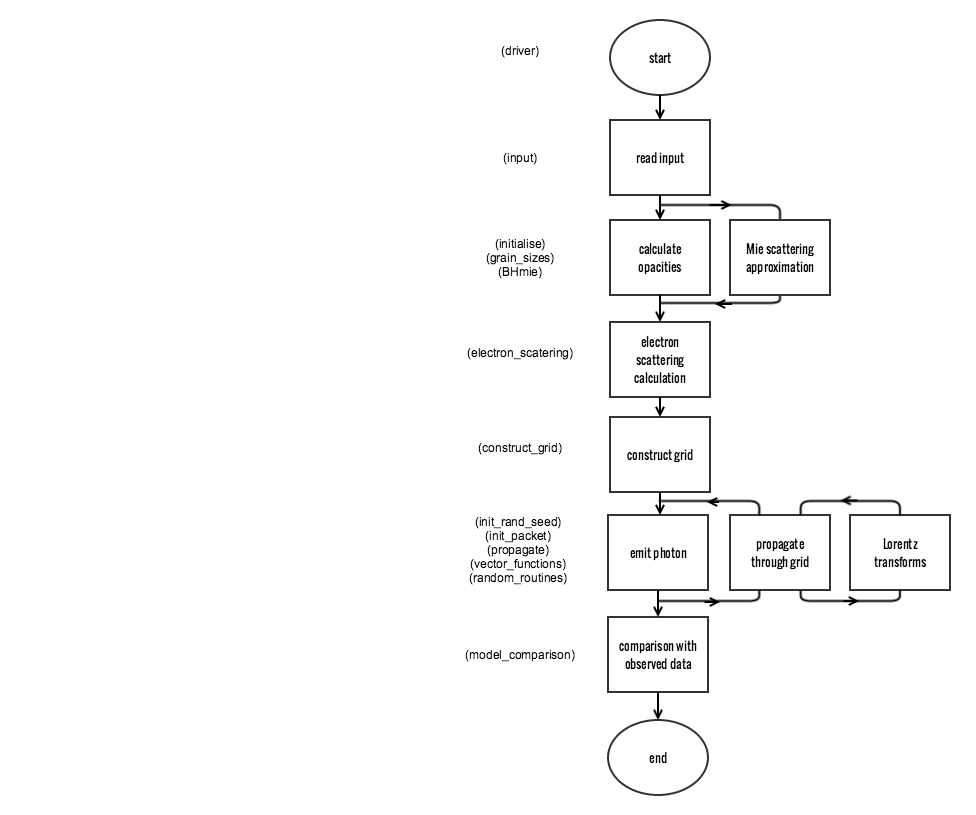 (driver)
start
(input)
read input
(initialise)
(grain_sizes)
(BHmie)
calculate
opacities
Mie scattering
approximation
(electron_scatering)
electron
scattering
calculation
(construct_grid)
construct grid
(init_rand_seed)
(init_packet)
(propagate)
(vector_functions)
(random_routines)
emit photon
propagate
through grid
Lorentz
transforms
(model_comparison)
comparison with
observed data
end